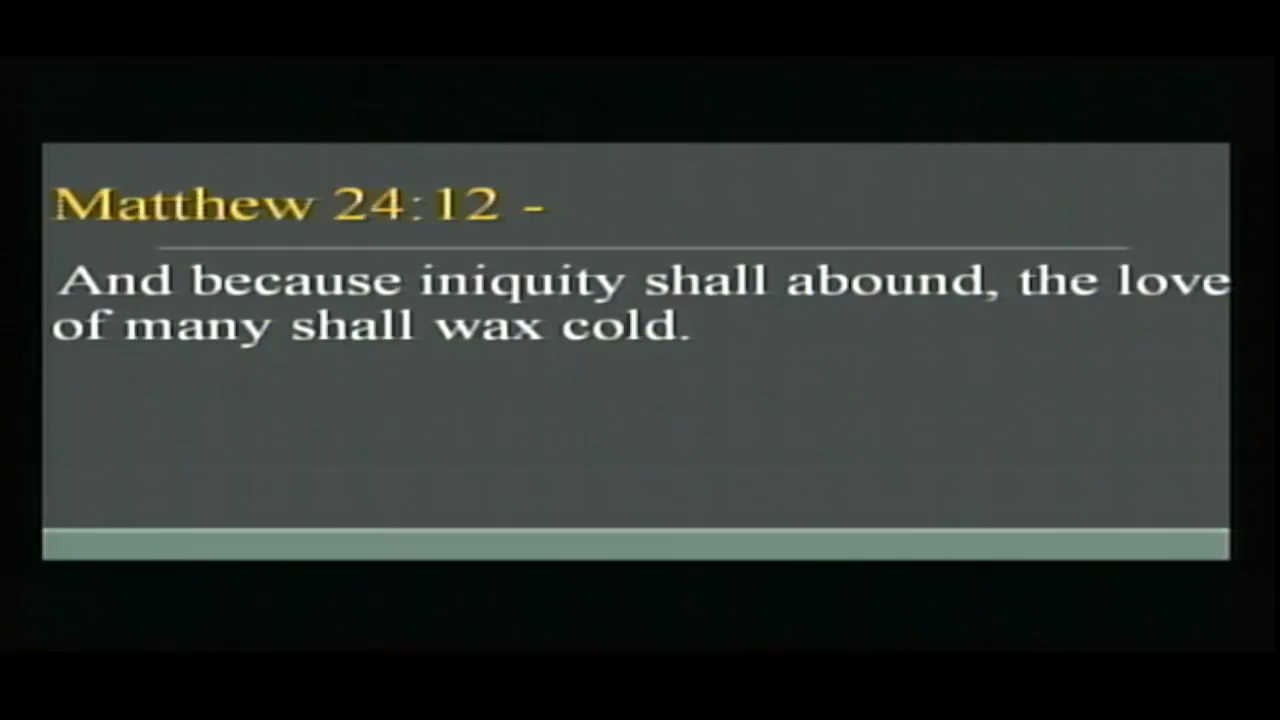 Matthew 24:12 -
And because iniquity shall abound, the love
of many shall wax cold.